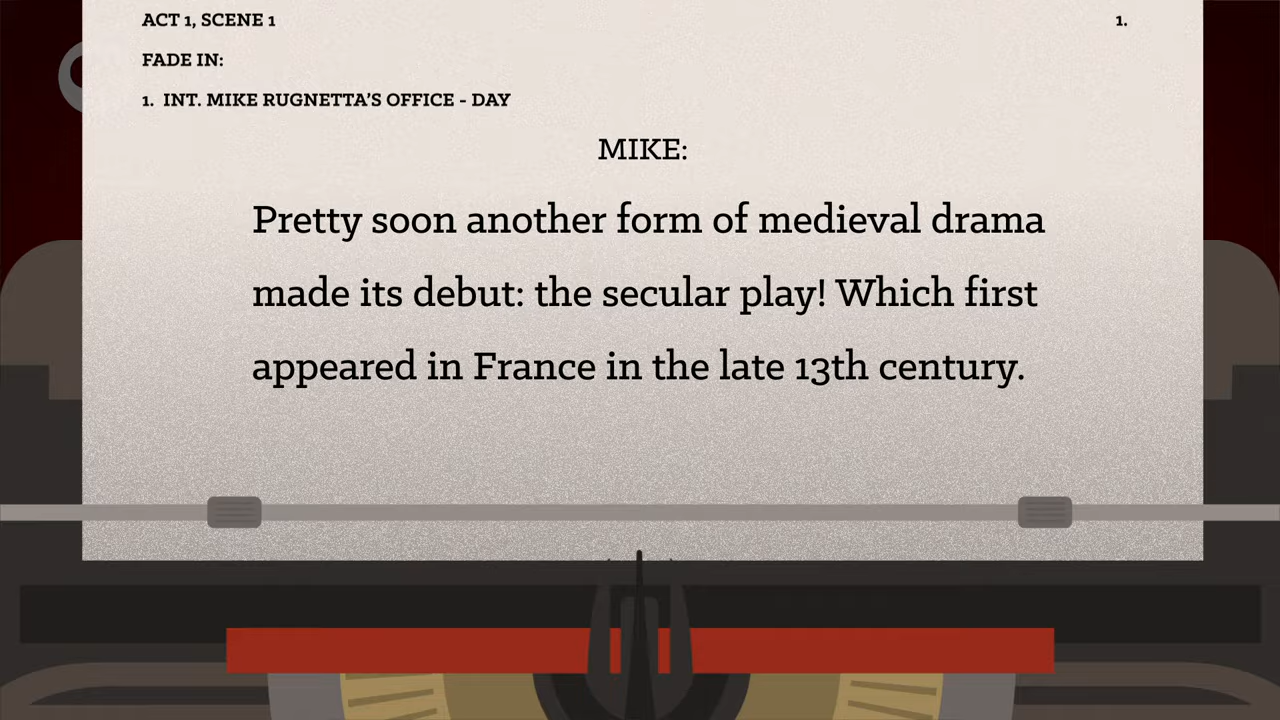 ACT 1, SCENE 1 1.
FADE IN:
1. INT. MIKE RUGNETTA’S OFFICE - DAY
MIKE:
Pretty soon another form of medieval drama
made its debut: the secular play! Which first
appeared in France in the late 13th century.